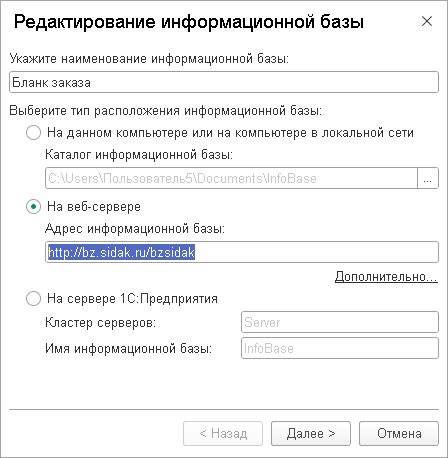 Редактирование информационной базы
Укажите наименование информационной базы:
Бланк заказа
Выберите тип расположения информационной базы:
На данном компьютере или на компьютере в локальной сети
Каталог информационной базы:
C:\Users\Пользователь5\Documents\InfoBase
...
На веб-сервере
Адрес информационной базы:
http://bz.sidak.ru/bzsidak
Дополнительно...
На сервере 1С:Предприятия
Кластер серверов: Server
Имя информационной базы: InfoBase
< Назад Далее > Отмена